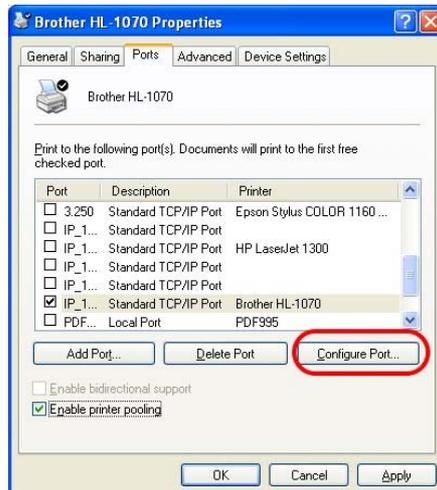 Brother HL-1070 Properties
General Sharing Ports Advanced Device Settings
Brother HL-1070
Print to the following port(s). Documents will print to the first free
checked port.
Port Description Printer
3.250 Standard TCP/IP Port Epson Stylus COLOR 1160 ...
IP_1... Standard TCP/IP Port
IP_1... Standard TCP/IP Port HP LaserJet 1300
IP_1... Standard TCP/IP Port
IP_1... Standard TCP/IP Port
IP_1... Standard TCP/IP Port Brother HL-1070
PDF... Local Port PDF995
Add Port... Delete Port Configure Port...
Enable bidirectional support
Enable printer pooling
OK Cancel Apply